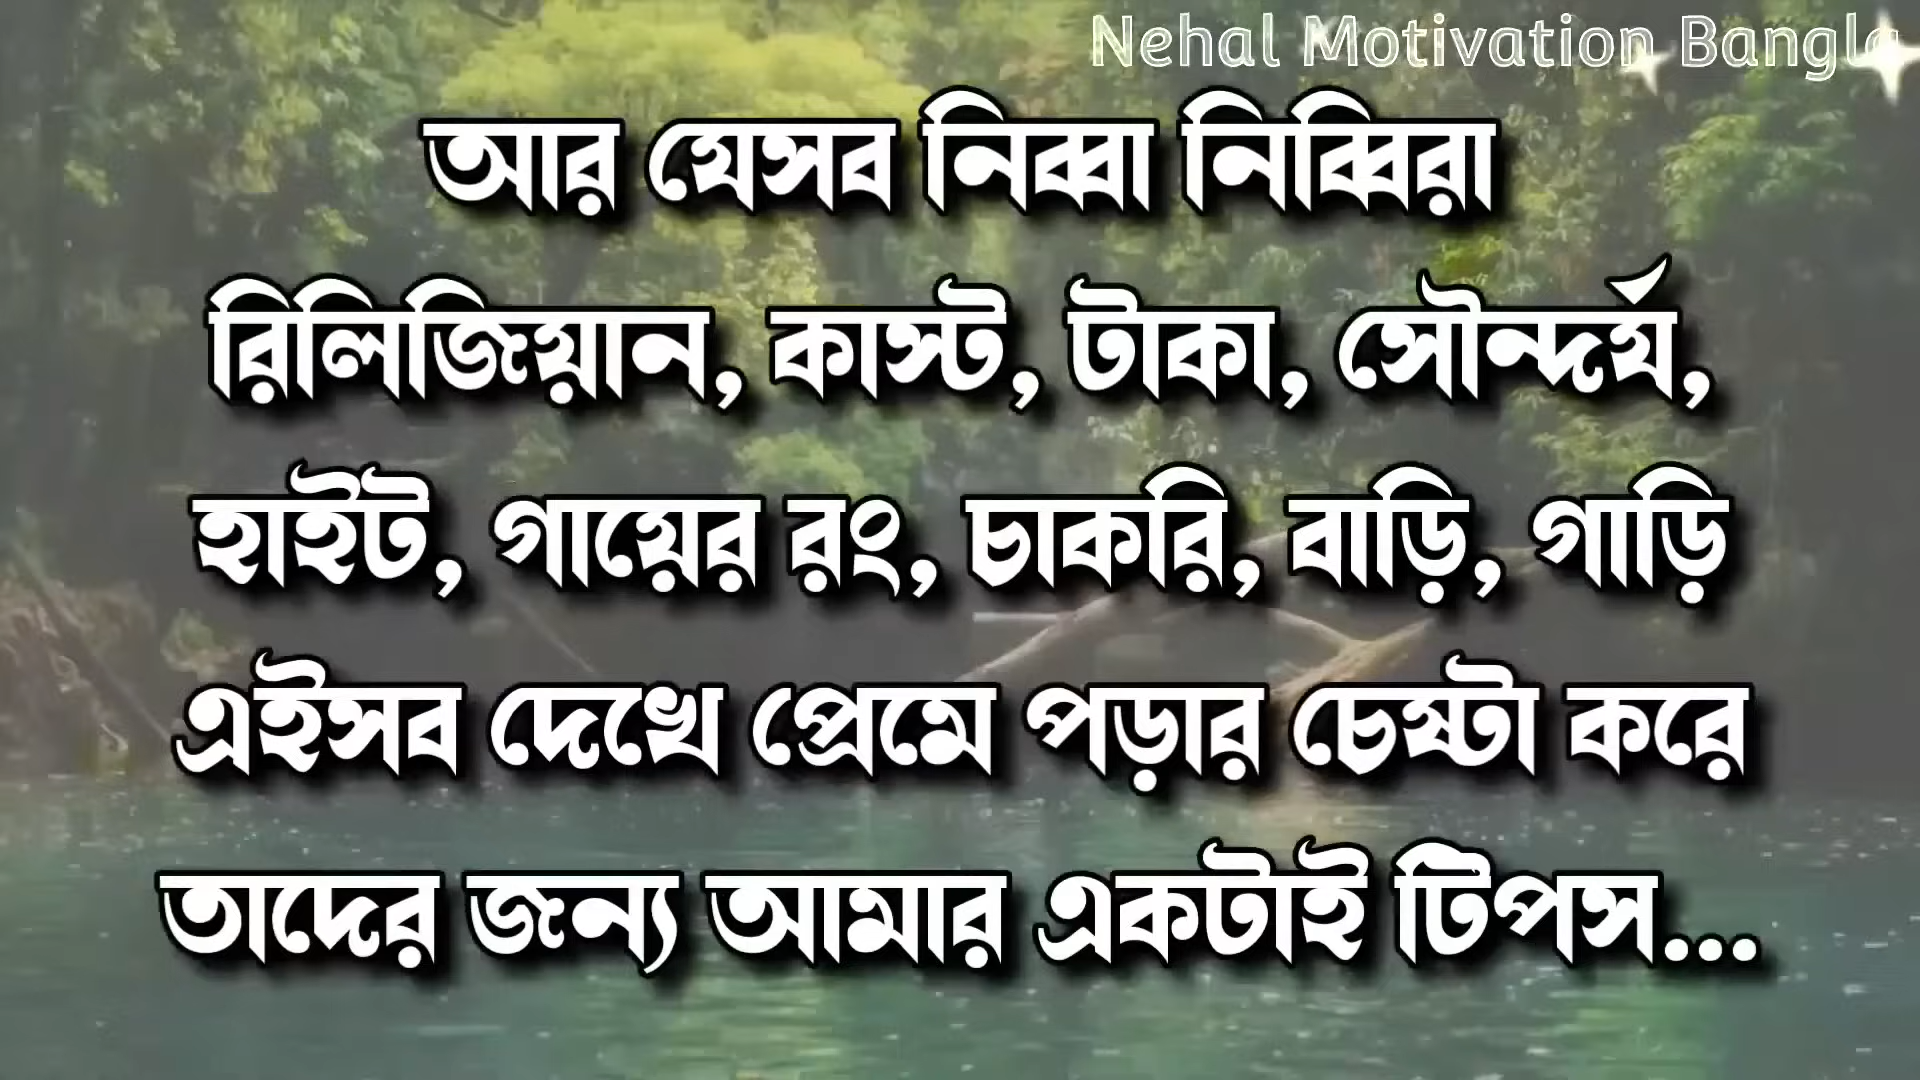 Nehal Motivation Bangla
আর যেসব নিব্বা নিব্বিরা
রিলিজিয়ান, কাস্ট, টাকা, সৌন্দর্য,
হাইট, গায়ের রং, চাকরি, বাড়ি, গাড়ি
এইসব দেখে প্রেমে পড়ার চেষ্টা করে
তাদের জন্য আমার একটাই টিপস...